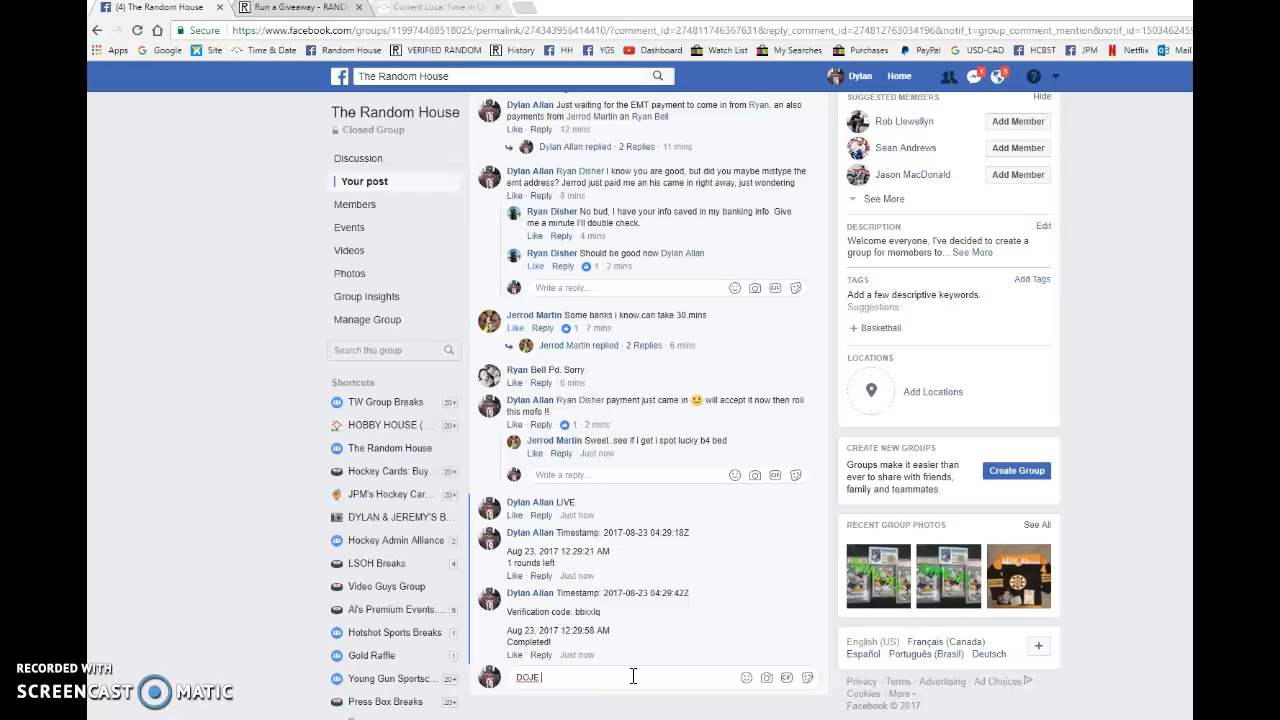 (4) The Random House
Run a Giveaway - RAND
Current Local Time in C
Secure
https://www.facebook.com/groups/119974488518025/permalink/274343956414410/?comment_id=274811746367631&reply_comment_id=274812763034196&notif_t=group_comment_mention&notif_id=1503462459
Apps Google Site Time & Date Random House VERIFIED RANDOM History HH YGS Dashboard Watch List My Searches Purchases PayPal USD-CAD HCBST JPM Netflix Mail
The Random House
Dylan Home
The Random House
Closed Group
Discussion
Your post
Members
Events
Videos
Photos
Group Insights
Manage Group
Search this group
Shortcuts
TW Group Breaks 20+
HOBBY HOUSE ( ... 20+
The Random House
Hockey Cards: Buy... 20+
JPM's Hockey Car... 20+
DYLAN & JEREMY'S B...
Hockey Admin Alliance 2
LSOH Breaks 4
Video Guys Group
Al's Premium Events,... 6
Hotshot Sports Breaks 1
Gold Raffle 1
Young Gun Sportsc... 20+
Press Box Breaks 20+
Dylan Allan Just waiting for the EMT payment to come in from Ryan, an also
payments from Jerrod Martin an Ryan Bell
Like · Reply · 12 mins
Dylan Allan replied · 2 Replies · 11 mins
Dylan Allan Ryan Disher I know you are good, but did you maybe mistype the
emt address? Jerrod just paid me an his came in right away, just wondering
Like · Reply · 8 mins
Ryan Disher No bud, I have your info saved in my banking info. Give
me a minute I'll double check.
Like · Reply · 4 mins
Ryan Disher Should be good now Dylan Allan
Like · Reply · 1 · 2 mins
Write a reply...
Jerrod Martin Some banks i know.can take 30.mins
Like · Reply · 1 · 7 mins
Jerrod Martin replied · 2 Replies · 6 mins
Ryan Bell Pd. Sorry
Like · Reply · 6 mins
Dylan Allan Ryan Disher payment just came in will accept it now then roll
this mofo !!
Like · Reply · 1 · 2 mins
Jerrod Martin Sweet..see if i get i spot lucky b4 bed
Like · Reply · Just now
Write a reply...
Dylan Allan LIVE
Like · Reply · Just now
Dylan Allan Timestamp: 2017-08-23 04:29:18Z
Aug 23, 2017 12:29:21 AM
1 rounds left
Like · Reply · Just now
Dylan Allan Timestamp: 2017-08-23 04:29:42Z
Verification code: bbxxlq
Aug 23, 2017 12:29:58 AM
Completed!
Like · Reply · Just now
DOJE
SUGGESTED MEMBERS Hide
Rob Llewellyn Add Member
Sean Andrews Add Member
Jason MacDonald Add Member
See More
DESCRIPTION Edit
Welcome everyone, I've decided to create a
group for memebers to... See More
TAGS Add Tags
Add a few descriptive keywords.
Suggestions:
+ Basketball
LOCATIONS
Add Locations
CREATE NEW GROUPS
Groups make it easier than
ever to share with friends,
family and teammates.
Create Group
RECENT GROUP PHOTOS See All
English (US) · Français (Canada) ·
Español · Português (Brasil) · Deutsch
Privacy · Terms · Advertising · Ad Choices
Cookies · More
Facebook © 2017
RECORDED WITH
SCREENCAST MATIC